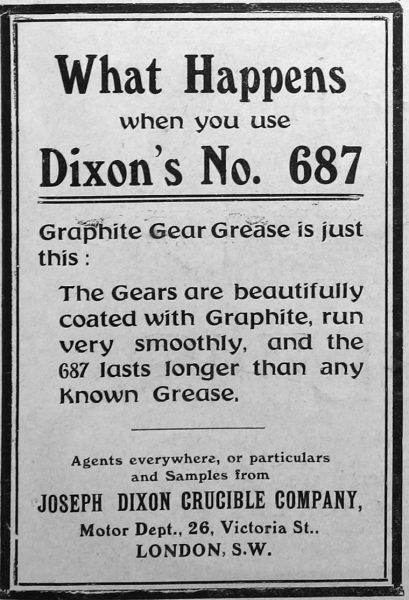 What Happens
when you use
Dixon's No. 687
Graphite Gear Grease is just
this :
The Gears are beautifully
coated with Graphite, run
very smoothly, and the
687 lasts longer than any
known Grease.
Agents everywhere, or particulars
and Samples from
JOSEPH DIXON CRUCIBLE COMPANY,
Motor Dept., 26, Victoria St..
LONDON, S.W.